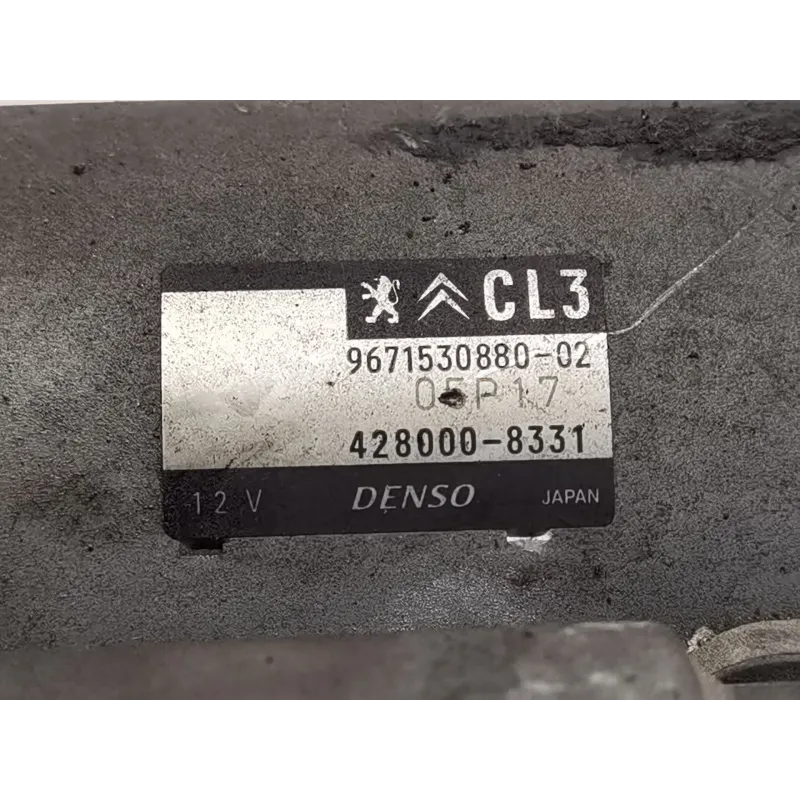 CL3
9671530880-02
05P17
428000-8331
12V DENSO JAPAN